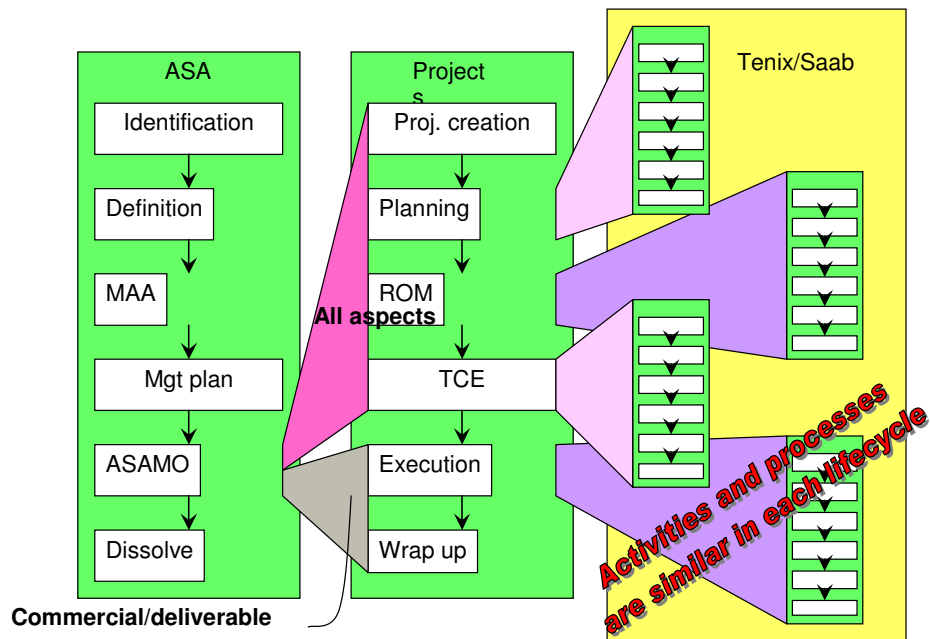 ASA
Identification
Definition
MAA
Mgt plan
ASAMO
Dissolve
Project
s
Proj. creation
Planning
ROM
All aspects
TCE
Execution
Wrap up
Commercial/deliverable
Tenix/Saab
Activities and processes
are similar in each lifecycle